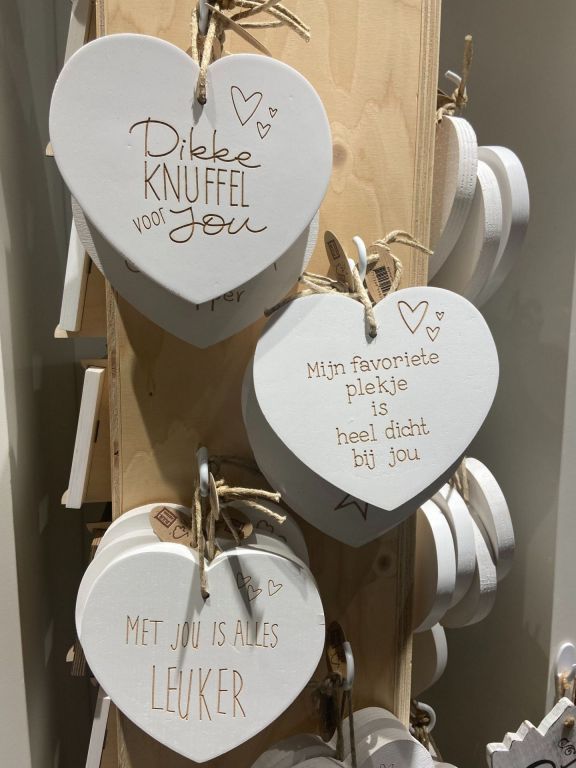 Dikke
KNUFFEL
voor Jou
Mijn favoriete
plekje
is
heel dicht
bij jou
MET JOU IS ALLES
LEUKER